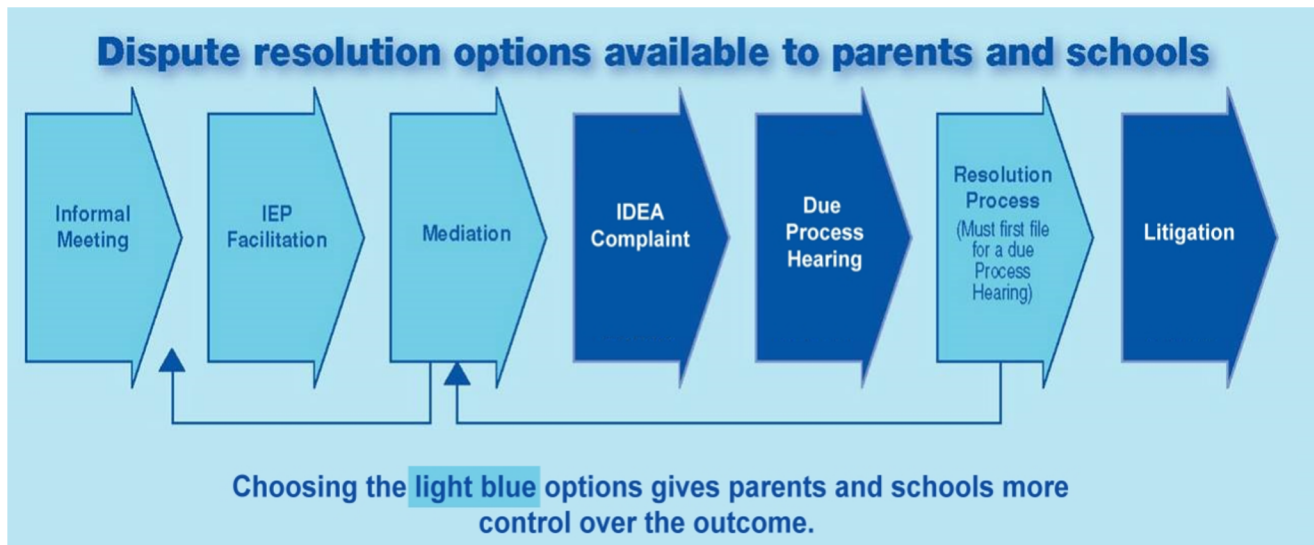 Dispute resolution options available to parents and schools
Informal
Meeting
IEP
Facilitation
Mediation
IDEA
Complaint
Due
Process
Hearing
Resolution
Process
(Must first file
for a due
Process
Hearing)
Litigation
Choosing the light blue options gives parents and schools more
control over the outcome.